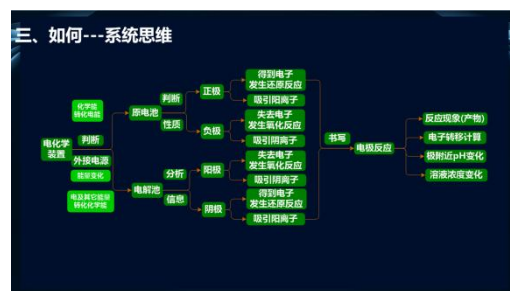 三、如何---系统思维
化学能
转化电能
电化学
装置
判断
外接电源
能量变化
电及其它能量
转化化学能
原电池
判断
性质
正极
得到电子
发生还原反应
吸引阳离子
负极
失去电子
发生氧化反应
吸引阴离子
电解池
分析
信息
阳极
失去电子
发生氧化反应
吸引阴离子
阴极
得到电子
发生还原反应
吸引阳离子
书写
电极反应
反应现象(产物)
电子转移计算
极附近pH变化
溶液浓度变化